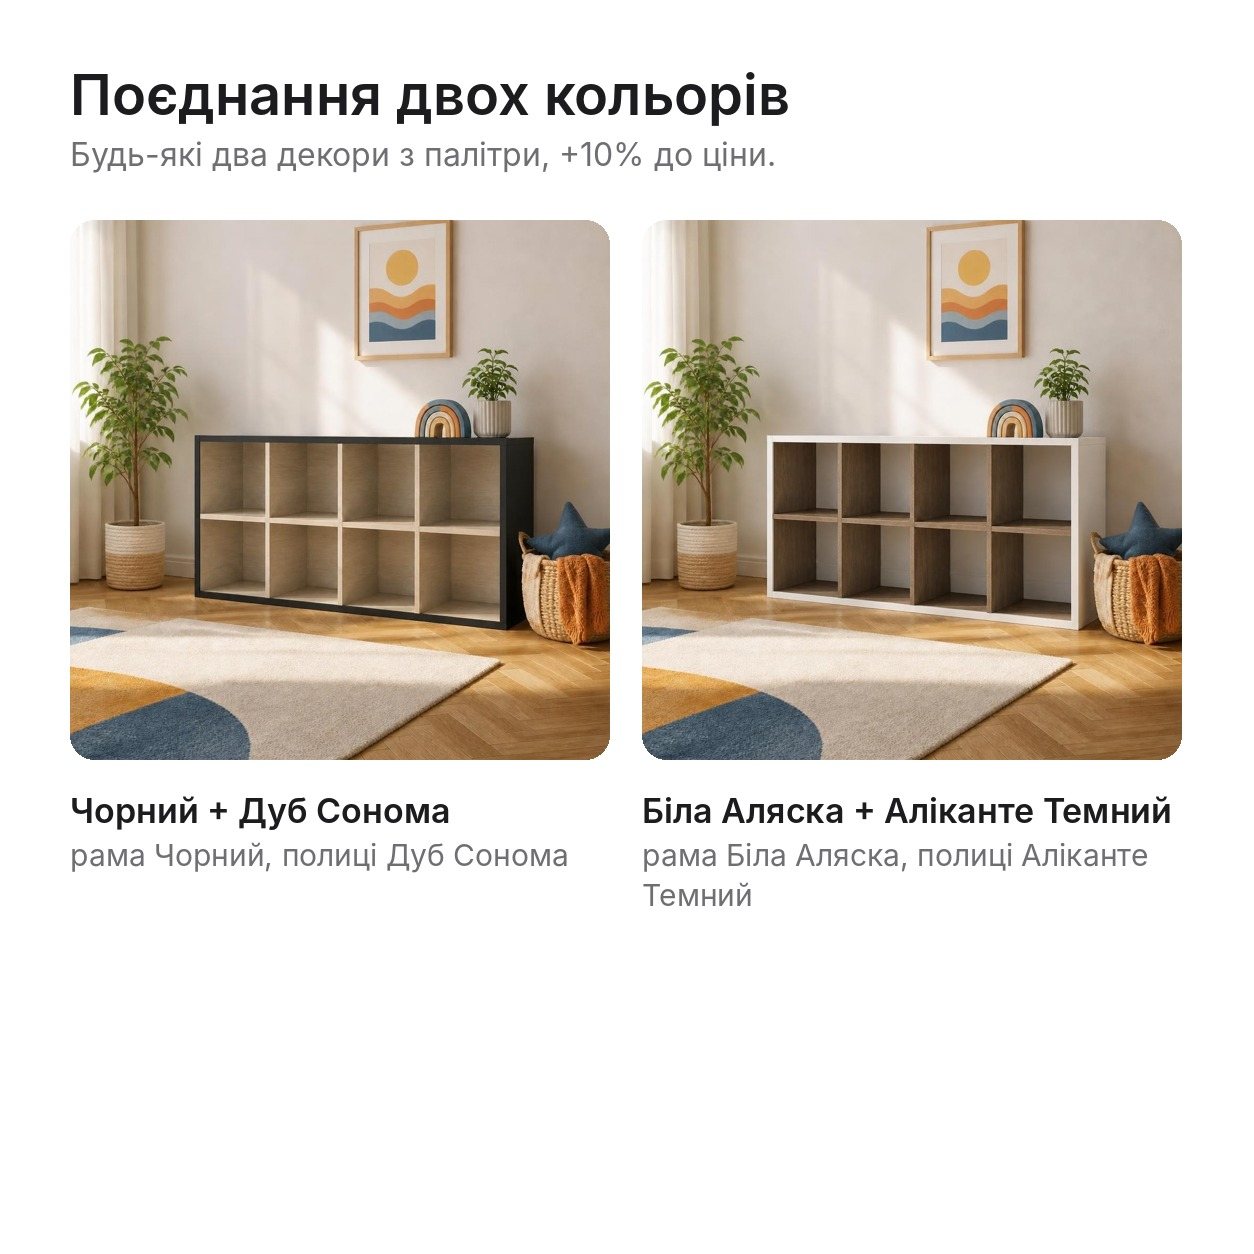 Поєднання двох кольорів
Будь-які два декори з палітри, +10% до ціни.
Чорний + Дуб Сонома
рама Чорний, полиці Дуб Сонома
Біла Аляска + Аліканте Темний
рама Біла Аляска, полиці Аліканте
Темний